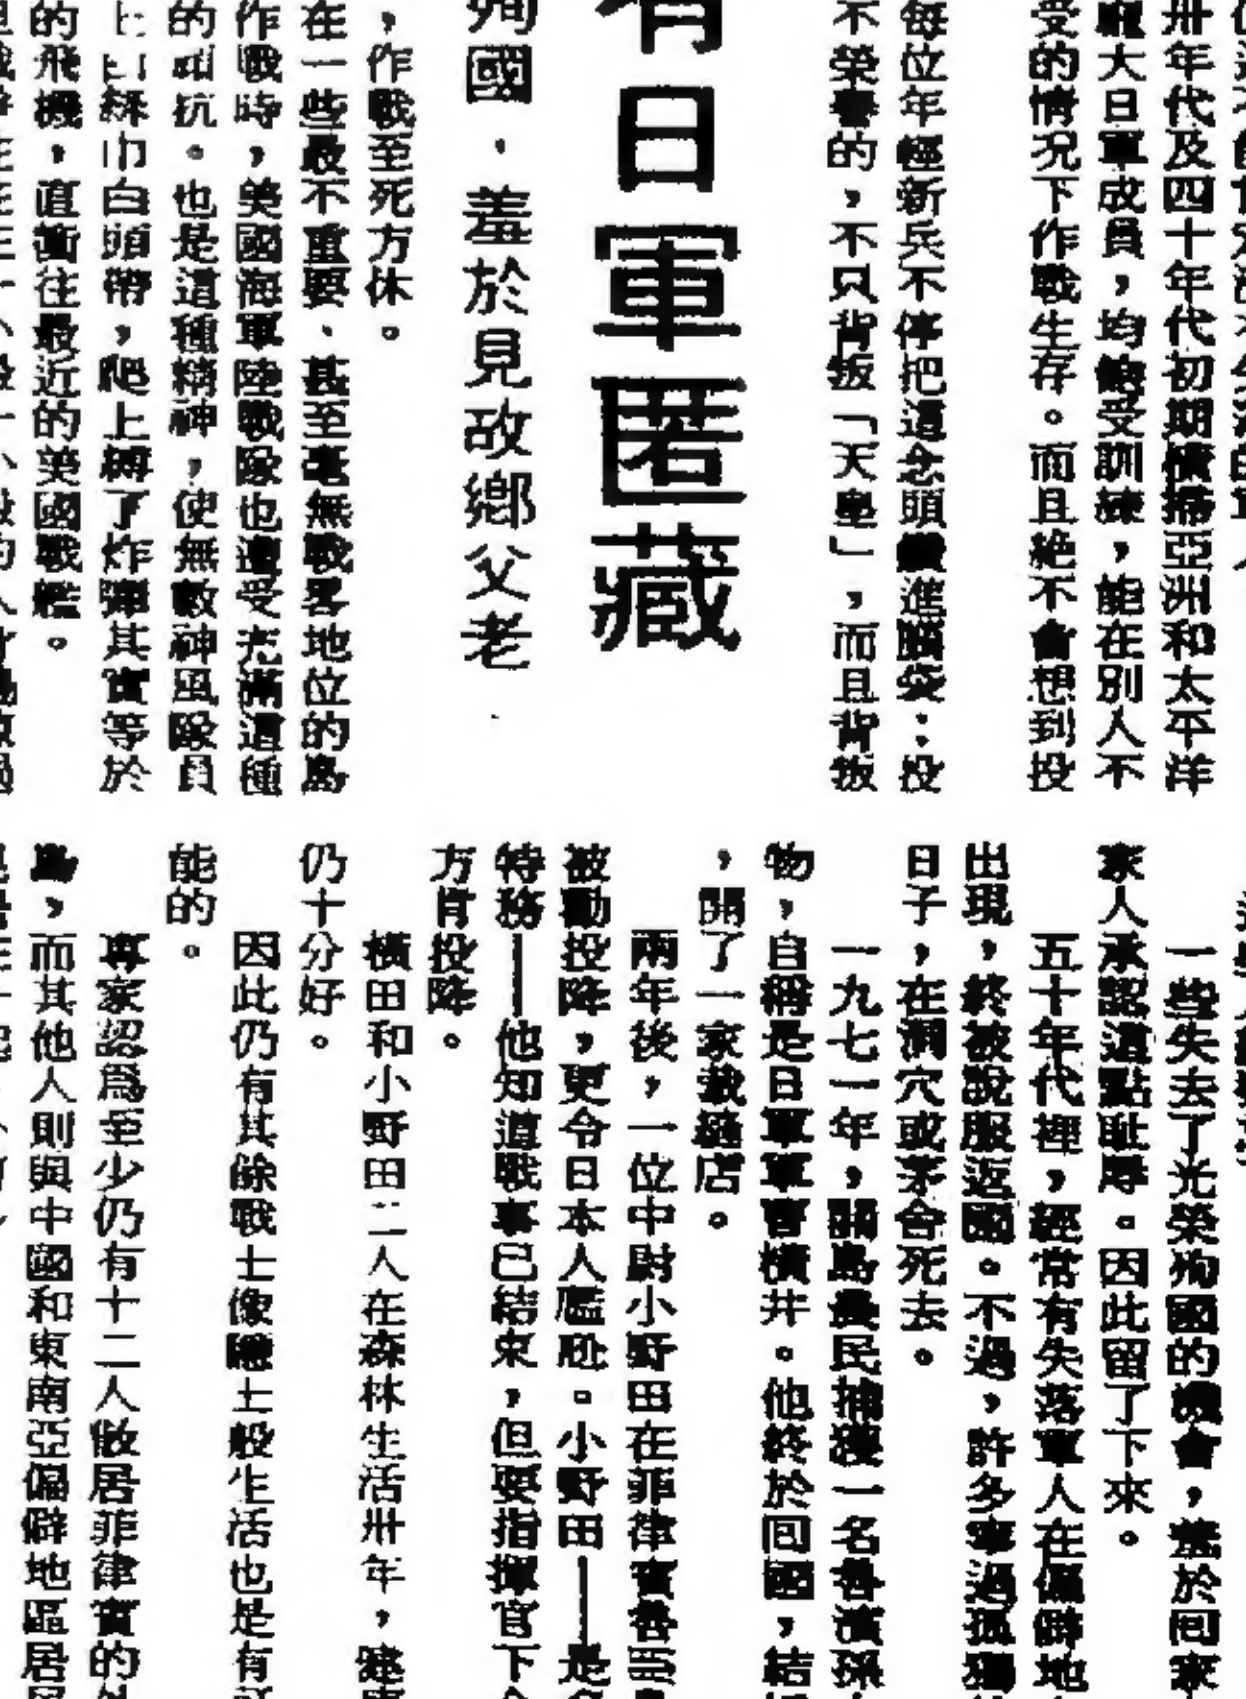 卅年代及四十年代初期橫掃亞洲和太平洋
龐大日軍成員，均飽受訓練，能在別人不
受的情況下作戰生存。而且絶不會想到投
每位年輕新兵不停把這念頭鑽進腦袋：投
不榮譽的，不只背叛「天皇」，而且背叛
有日軍匿藏
殉國．羞於見故鄉父老
，作戰至死方休。
在一些最不重要、甚至毫無戰畧地位的島
作戰時，美國海軍陸戰隊也遭受充滿這種
的頑抗。也是這種精神，使無數神風隊員
巾白頭帶，爬上縛了炸彈其實等於
的飛機，直衝往最近的美國戰艦。
一些失去了光榮殉國的機會，羞於囘家
家人承認這點耻辱。因此留了下來。
五十年代裡，經常有失落軍人在偏僻地
出現，終被說服返國。不過，許多寧過孤獨
日子，在洞穴或茅舍死去。
一九七一年，關島農民捕獲一名魯濱孫
物，自稱是日軍軍曹橫井。他終於囘國，結
，開了一家裁縫店。
兩年後，一位中尉小野田在菲律賓魯
被勸投降，更令日本人尷尬。小野田——是
特務——他知道戰事已結束，但要指揮官下
方肯投降。
橫田和小野田二人在森林生活卅年，
仍十分好。
因此仍有其餘戰士像隱士般生活也是有
能的。
專家認爲至少仍有十二人散居菲律賓的
島，而其他人則與中國和東南亞偏僻地區居